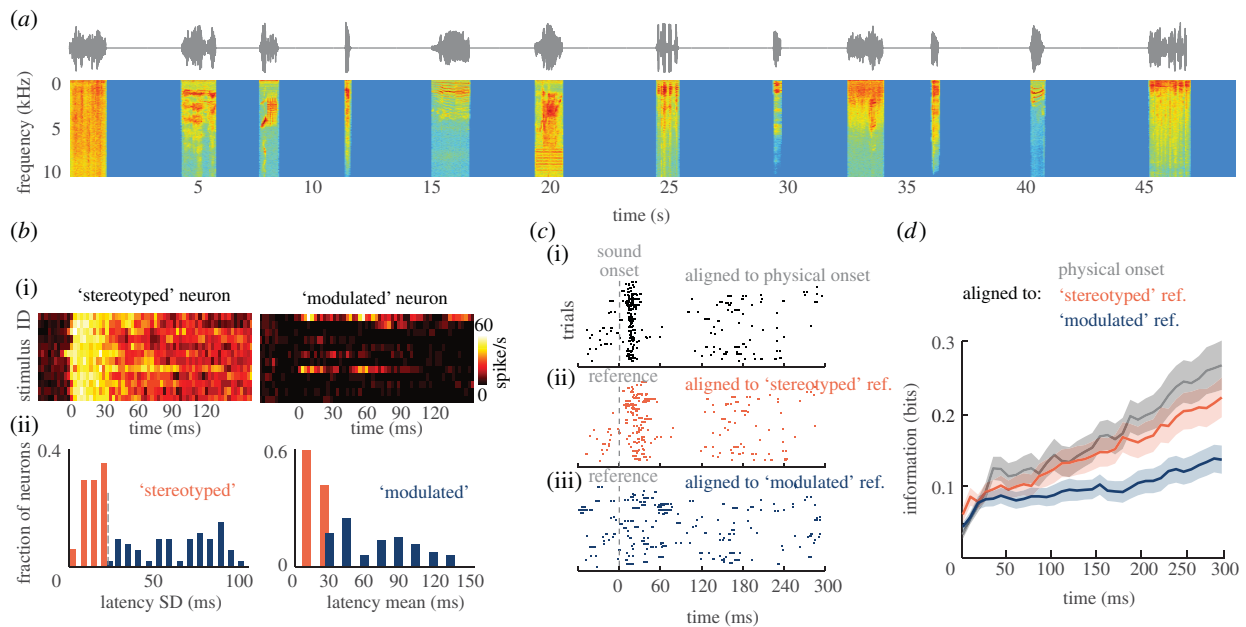 (a)
frequency (kHz)
0
5
10
5 10 15 20 25 30 35 40 45
time (s)
(b)
(i)
'stereotyped' neuron 'modulated' neuron
stimulus ID
60
0
spike/s
0 30 60 90 120 0 30 60 90 120
time (ms) time (ms)
(ii)
fraction of neurons
0.4
0
'stereotyped'
50 100
latency SD (ms)
0.6
0
'modulated'
0 30 60 90 120 150
latency mean (ms)
(c)
(i)
sound
onset
aligned to physical onset
trials
(ii)
reference
aligned to 'stereotyped' ref.
(iii)
reference
aligned to 'modulated' ref.
0 60 120 180 240 300
time (ms)
(d)
aligned to:
physical onset
'stereotyped' ref.
'modulated' ref.
information (bits)
0.3
0.2
0.1
0 50 100 150 200 250 300
time (ms)